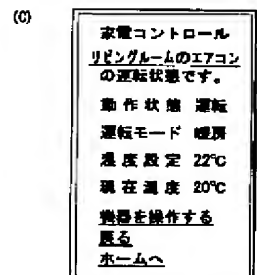 (C)
家電コントロール
リビングルームのエアコン
の運転状態です。
動作状態 運転
運転モード 暖房
温度設定 22℃
現在温度 20℃
機器を操作する
戻る
ホームへ